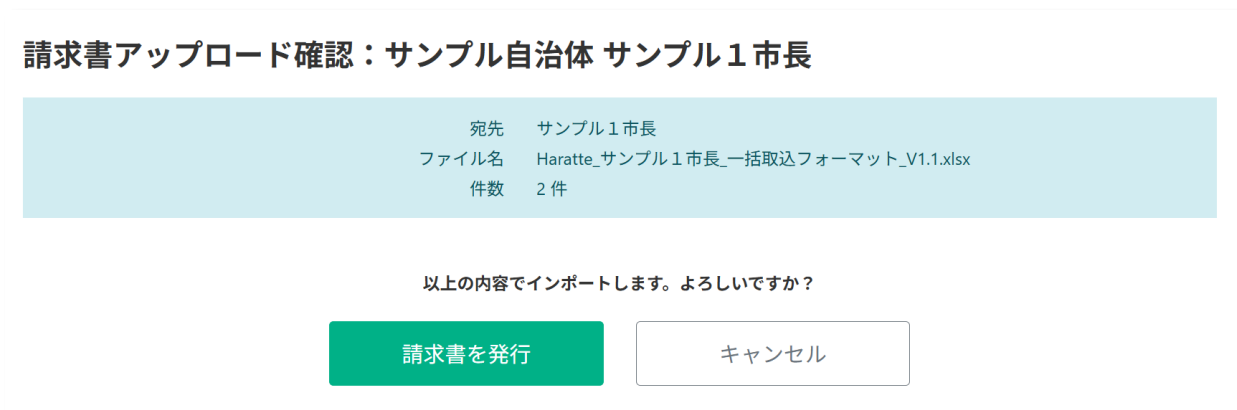 請求書アップロード確認：サンプル自治体 サンプル１市長
宛先 サンプル１市長
ファイル名 Haratte_サンプル１市長_一括取込フォーマット_V1.1.xlsx
件数 2 件
以上の内容でインポートします。よろしいですか？
請求書を発行 キャンセル